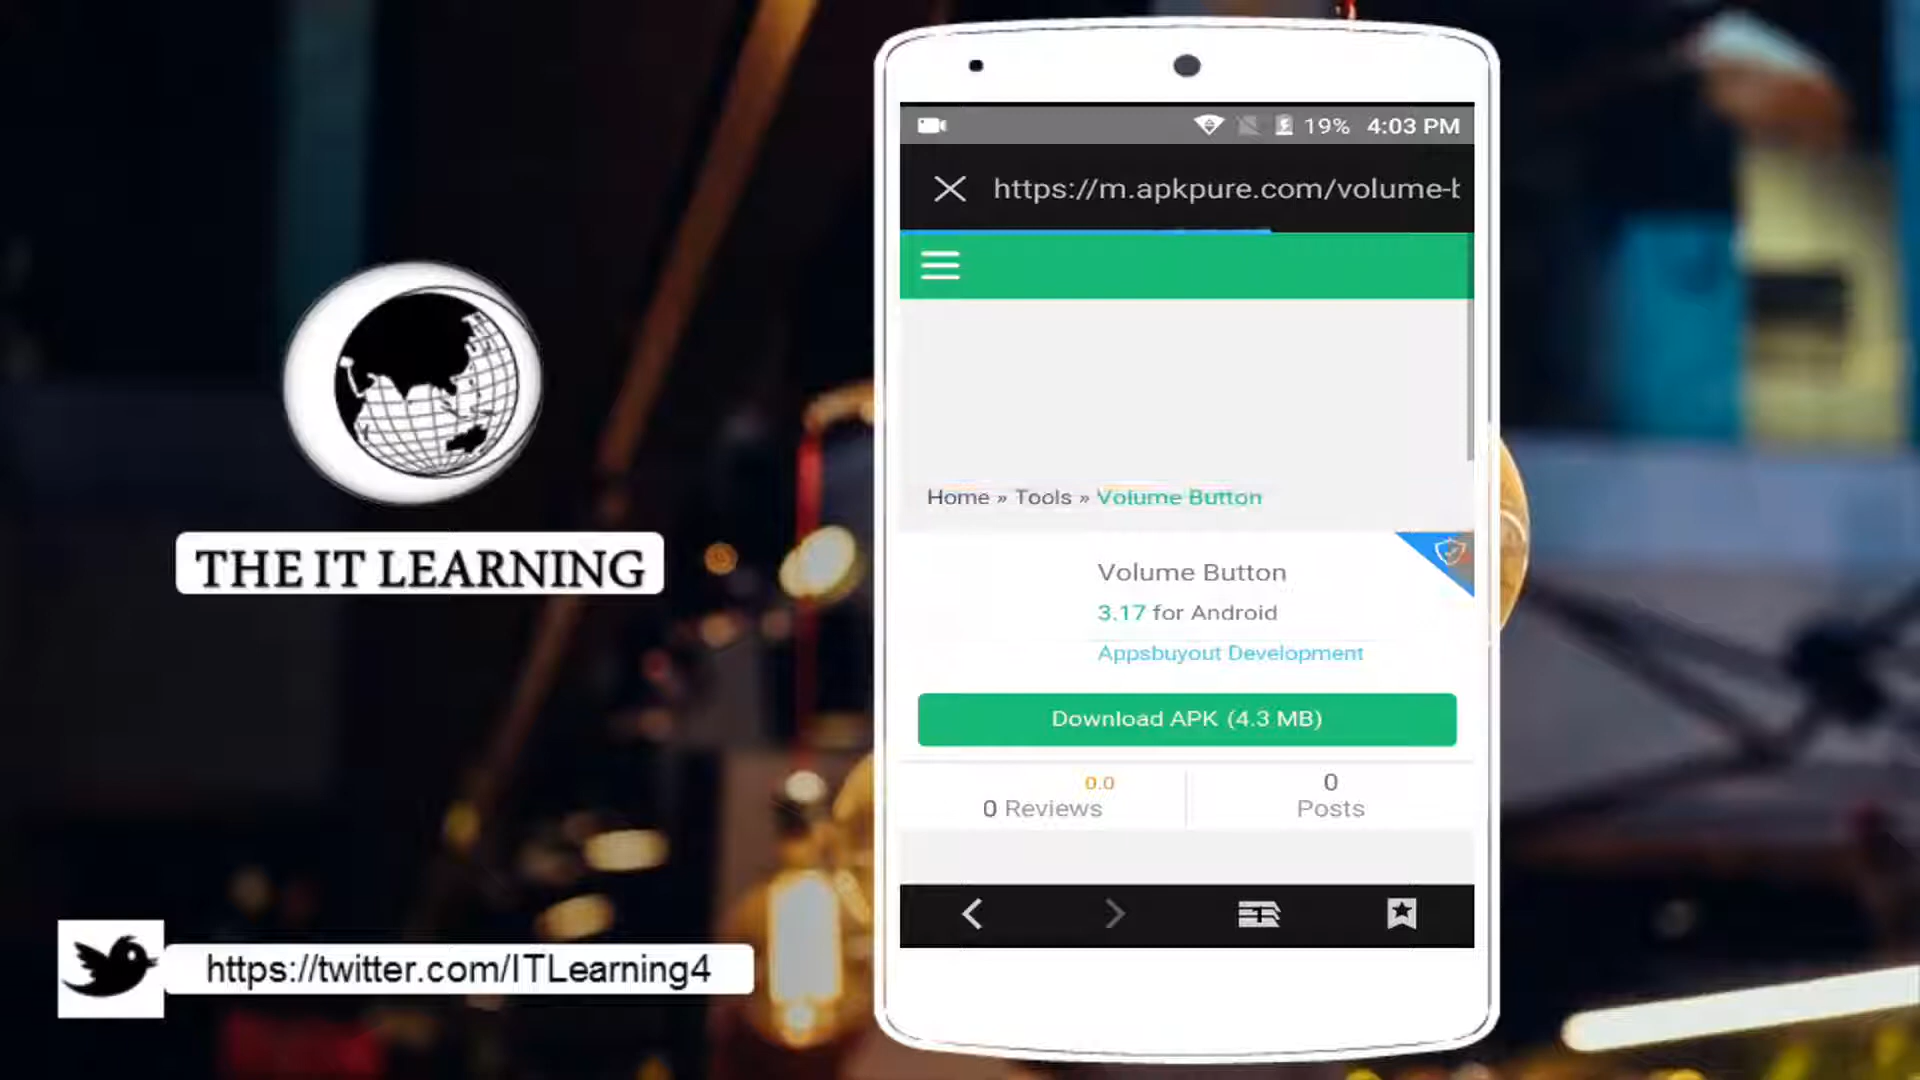 THE IT LEARNING
https://twitter.com/ITLearning4
19% 4:03 PM
https://m.apkpure.com/volume-b
Home » Tools » Volume Button
Volume Button
3.17 for Android
Appsbuyout Development
Download APK (4.3 MB)
0.0
0 Reviews
0
Posts